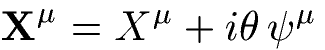 𝐗^μ = X^μ + iθ ψ^μ